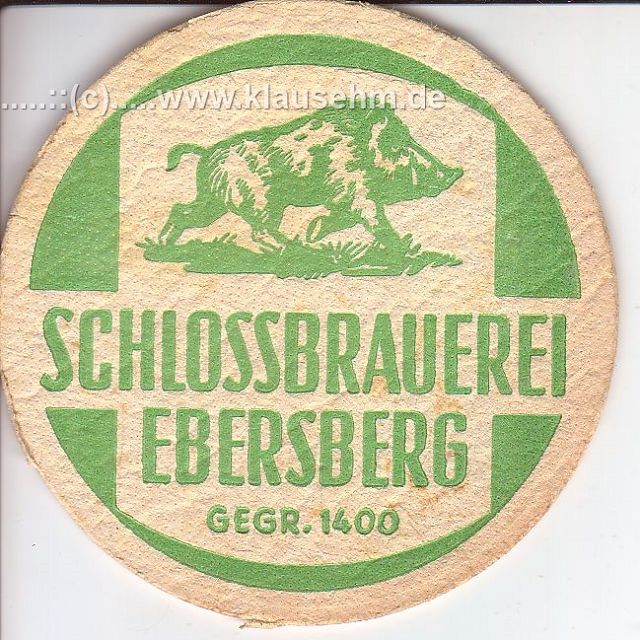 .....::(c).....www.klausehm.de
SCHLOSSBRAUEREI
EBERSBERG
GEGR. 1400